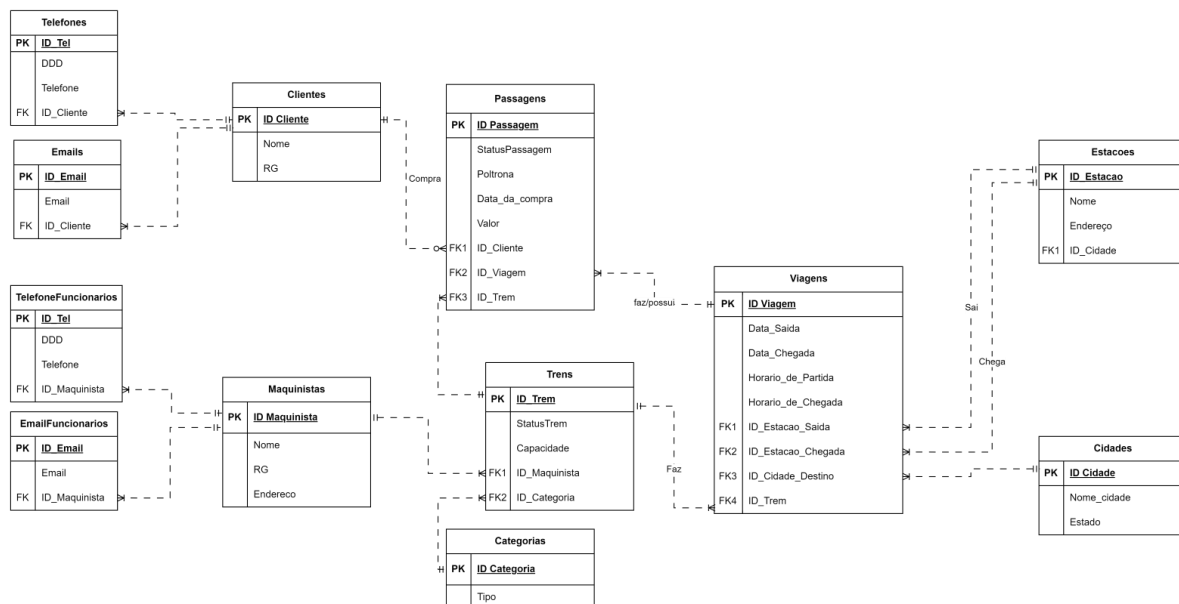 Telefones
PK ID_Tel
DDD
Telefone
FK ID_Cliente
Emails
PK ID_Email
Email
FK ID_Cliente
Clientes
PK ID Cliente
Nome
RG
Compra
Passagens
PK ID Passagem
StatusPassagem
Poltrona
Data_da_compra
Valor
FK1 ID_Cliente
FK2 ID_Viagem
FK3 ID_Trem
faz/possui
Viagens
PK ID Viagem
Data_Saida
Data_Chegada
Horario_de_Partida
Horario_de_Chegada
FK1 ID_Estacao_Saida
FK2 ID_Estacao_Chegada
FK3 ID_Cidade_Destino
FK4 ID_Trem
Sai
Chega
Estacoes
PK ID_Estacao
Nome
Endereço
FK1 ID_Cidade
Cidades
PK ID Cidade
Nome_cidade
Estado
TelefoneFuncionarios
PK ID_Tel
DDD
Telefone
FK ID_Maquinista
EmailFuncionarios
PK ID_Email
Email
FK ID_Maquinista
Maquinistas
PK ID Maquinista
Nome
RG
Endereco
Trens
PK ID_Trem
StatusTrem
Capacidade
FK1 ID_Maquinista
FK2 ID_Categoria
Faz
Categorias
PK ID Categoria
Tipo